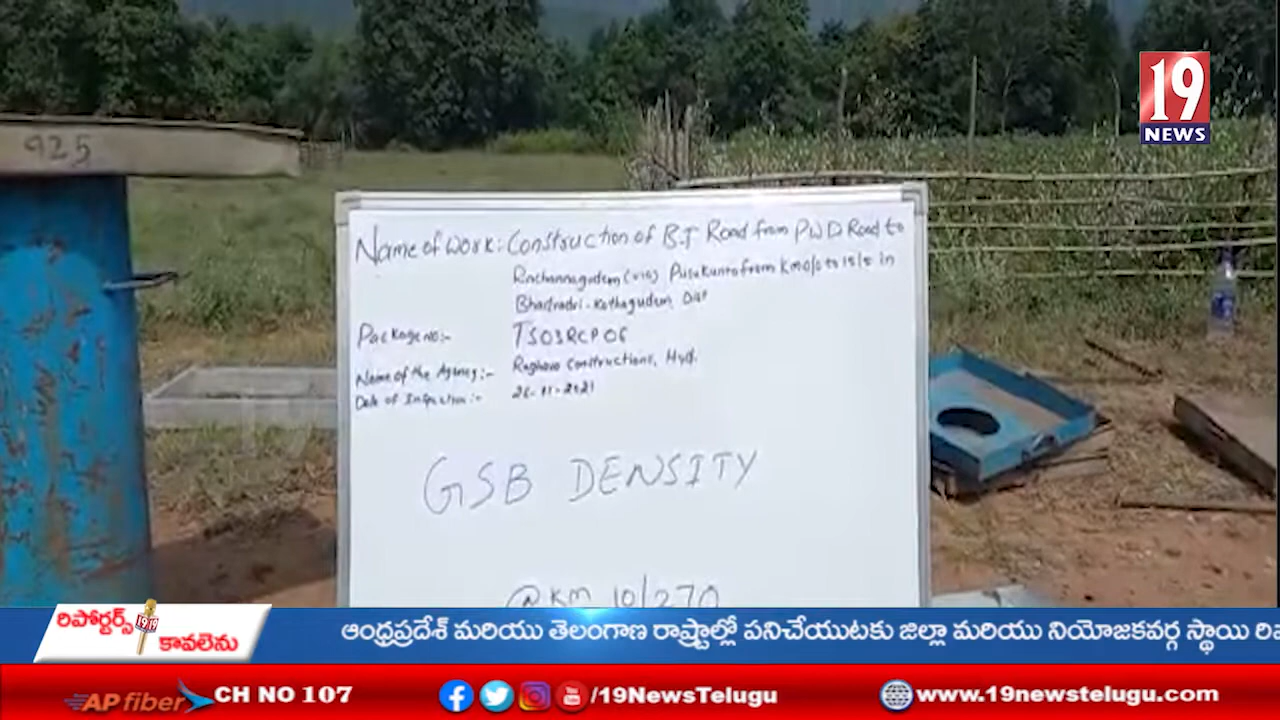 925
19
NEWS
Name of Work: Construction of B.T Road from PWD Road to
Rachannagudem (via) Pusukunta from Km 0/0 to 15/5 in
Bhadradri-Kothagudem Dist
Package No:- TS03RCP06
Name of the Agency:- Raghava Constructions, Hyd.
Date of Inspection:- 26-11-2021
GSB DENSITY
@ KM 10/270
రిపోర్టర్స్
19 19
కావలెను
ఆంధ్రప్రదేశ్ మరియు తెలంగాణ రాష్ట్రాల్లో పనిచేయుటకు జిల్లా మరియు నియోజకవర్గ స్థాయి రి
AP fiber CH NO 107 /19NewsTelugu www.19newstelugu.com